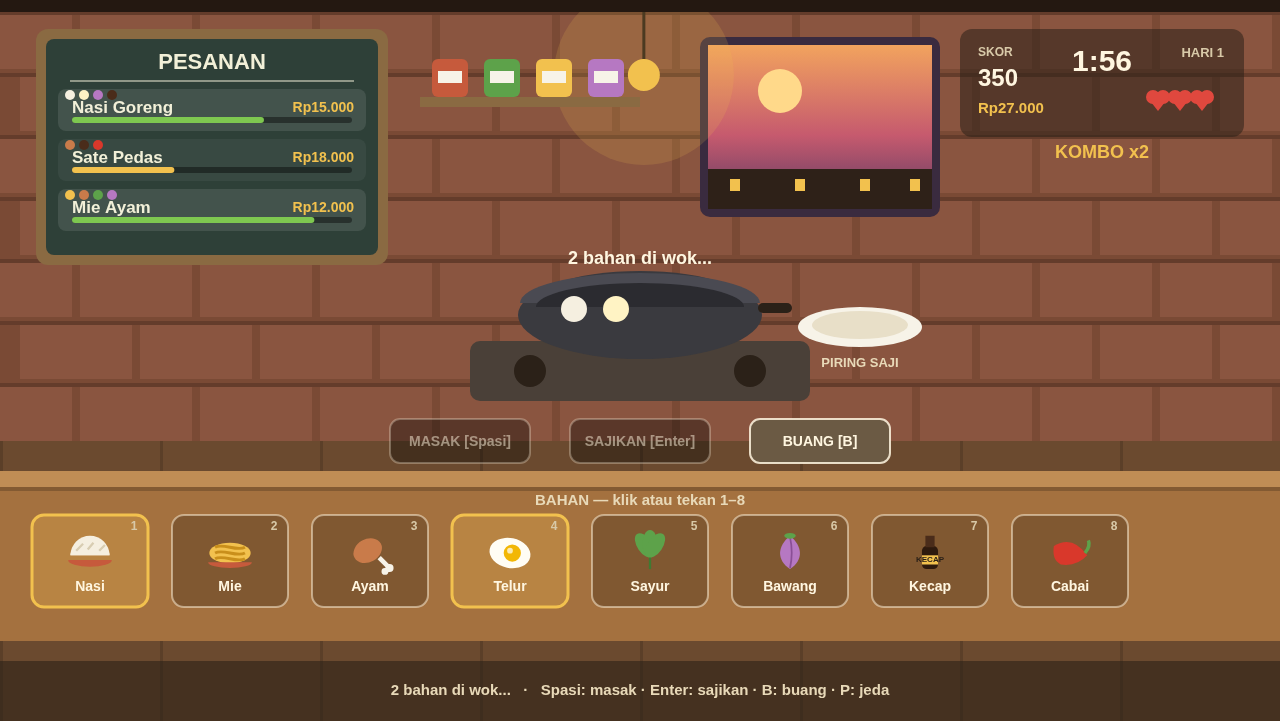 PESANAN
Nasi Goreng Rp15.000
Sate Pedas Rp18.000
Mie Ayam Rp12.000
SKOR
350
Rp27.000
1:56
HARI 1
KOMBO x2
2 bahan di wok...
PIRING SAJI
MASAK [Spasi] SAJIKAN [Enter] BUANG [B]
BAHAN — klik atau tekan 1–8
1 2 3 4 5 6 7 8
KECAP
Nasi Mie Ayam Telur Sayur Bawang Kecap Cabai
2 bahan di wok... · Spasi: masak · Enter: sajikan · B: buang · P: jeda